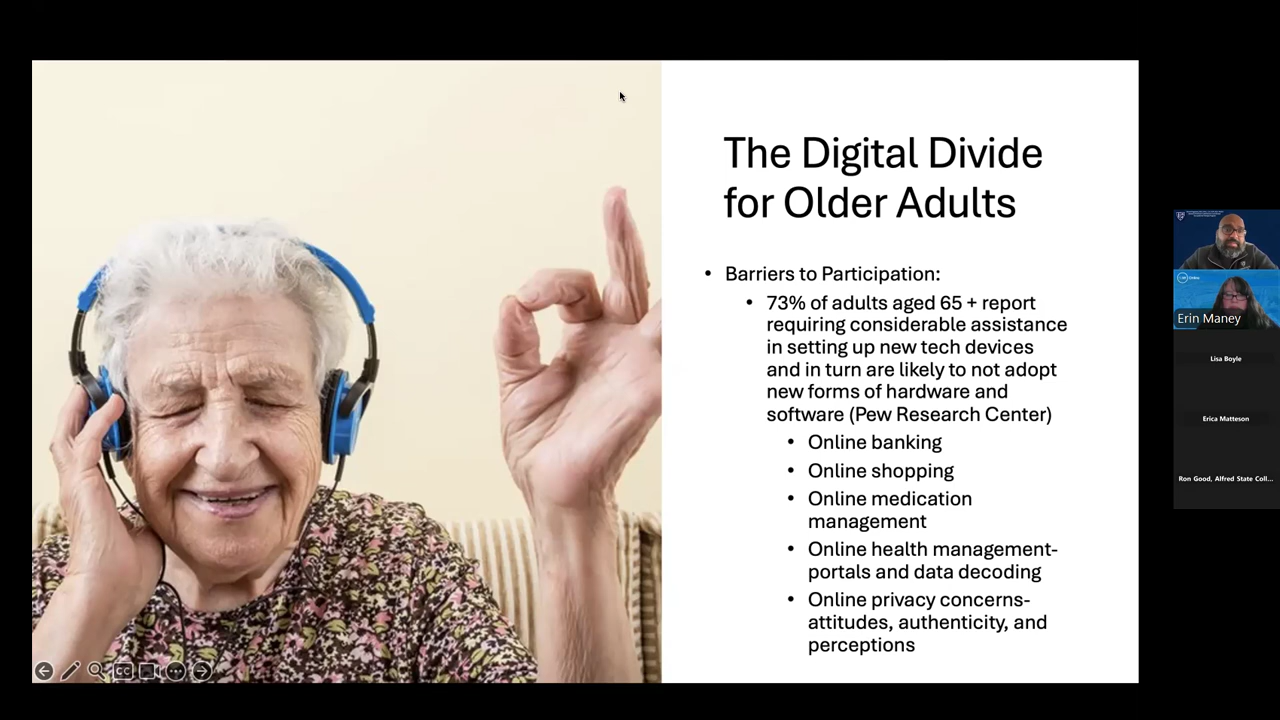 The Digital Divide
for Older Adults
• Barriers to Participation:
• 73% of adults aged 65 + report
requiring considerable assistance
in setting up new tech devices
and in turn are likely to not adopt
new forms of hardware and
software (Pew Research Center)
• Online banking
• Online shopping
• Online medication
management
• Online health management-
portals and data decoding
• Online privacy concerns-
attitudes, authenticity, and
perceptions
CC
Erin Maney
Lisa Boyle
Erica Matteson
Ron Good, Alfred State Coll...